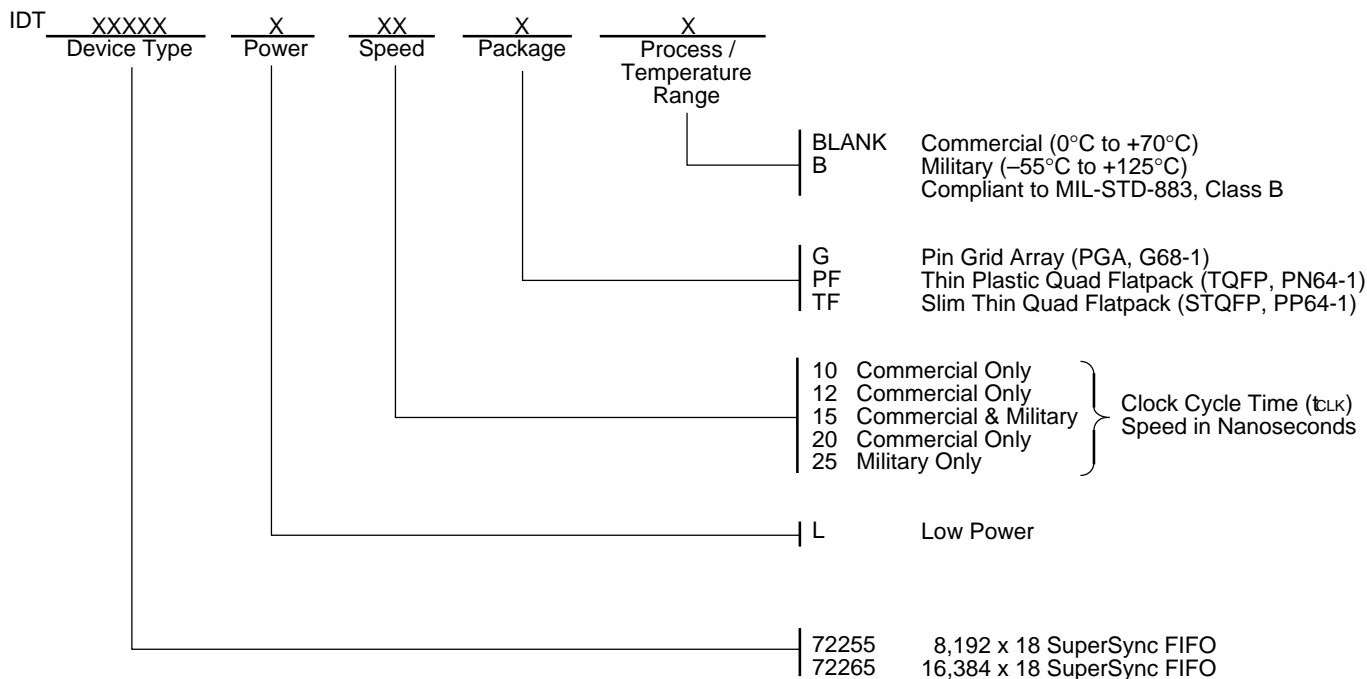 IDT XXXXX X XX X X
Device Type Power Speed Package Process / Temperature Range
BLANK Commercial (0°C to +70°C)
B Military (–55°C to +125°C)
Compliant to MIL-STD-883, Class B
G Pin Grid Array (PGA, G68-1)
PF Thin Plastic Quad Flatpack (TQFP, PN64-1)
TF Slim Thin Quad Flatpack (STQFP, PP64-1)
10 Commercial Only
12 Commercial Only
15 Commercial & Military
20 Commercial Only
25 Military Only
Clock Cycle Time (tCLK)
Speed in Nanoseconds
L Low Power
72255 8,192 x 18 SuperSync FIFO
72265 16,384 x 18 SuperSync FIFO